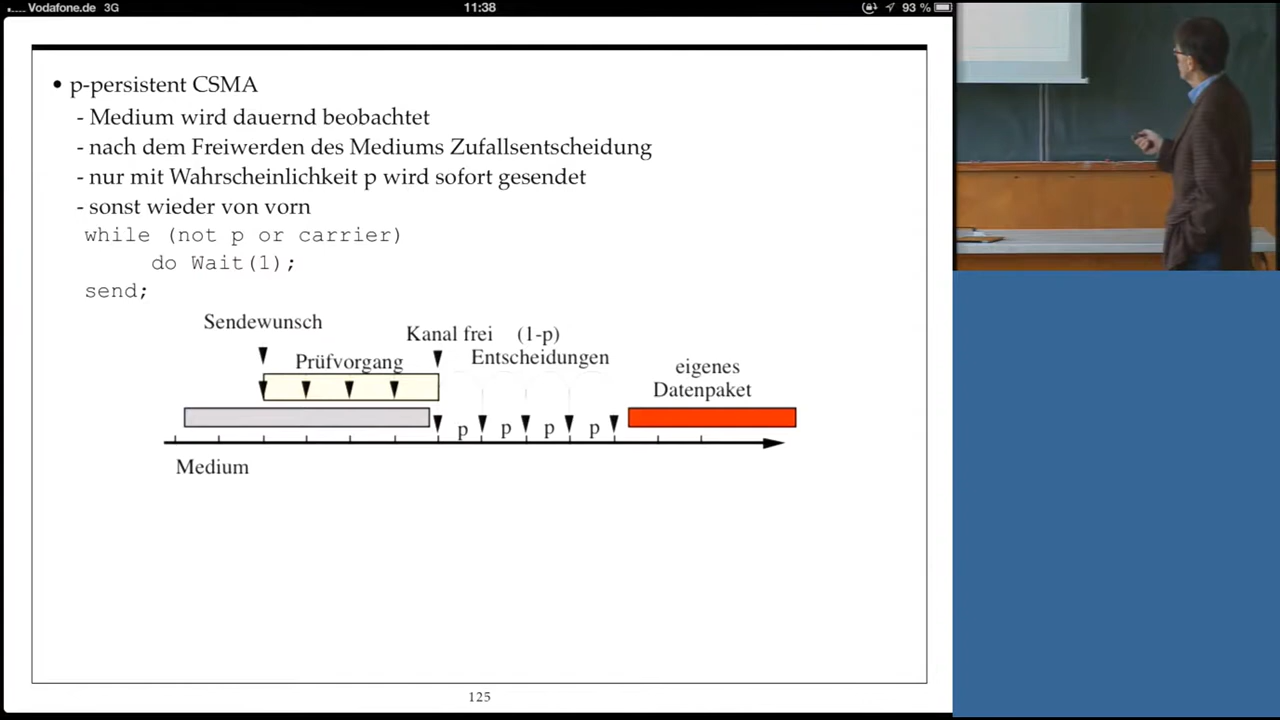 Vodafone.de 3G 11:38 93 %
• p-persistent CSMA
- Medium wird dauernd beobachtet
- nach dem Freiwerden des Mediums Zufallsentscheidung
- nur mit Wahrscheinlichkeit p wird sofort gesendet
- sonst wieder von vorn
while (not p or carrier)
do Wait(1);
send;
Sendewunsch
Kanal frei (1-p)
Prüfvorgang Entscheidungen
eigenes
Datenpaket
p p p p
Medium
125